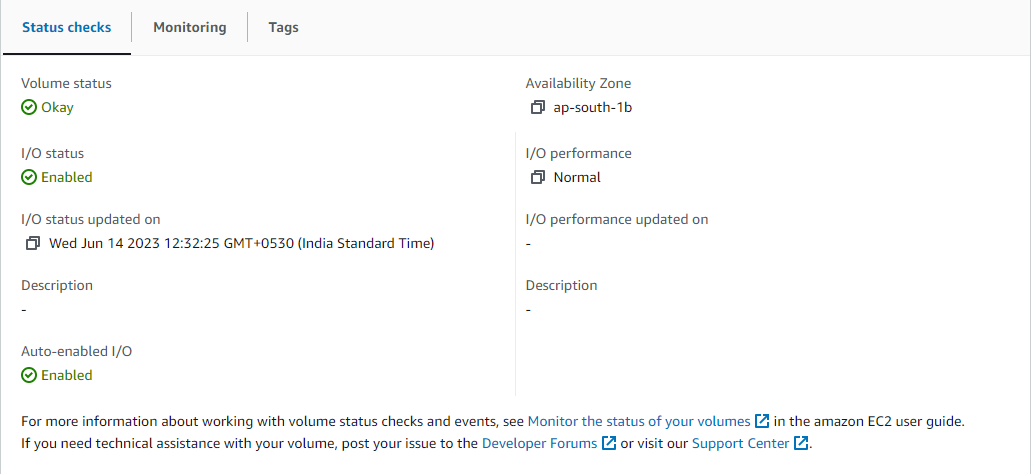 Status checks
Monitoring
Tags
Volume status
Okay
Availability Zone
ap-south-1b
I/O status
Enabled
I/O performance
Normal
I/O status updated on
Wed Jun 14 2023 12:32:25 GMT+0530 (India Standard Time)
I/O performance updated on
-
Description
-
Description
-
Auto-enabled I/O
Enabled
For more information about working with volume status checks and events, see Monitor the status of your volumes in the amazon EC2 user guide.
If you need technical assistance with your volume, post your issue to the Developer Forums or visit our Support Center.